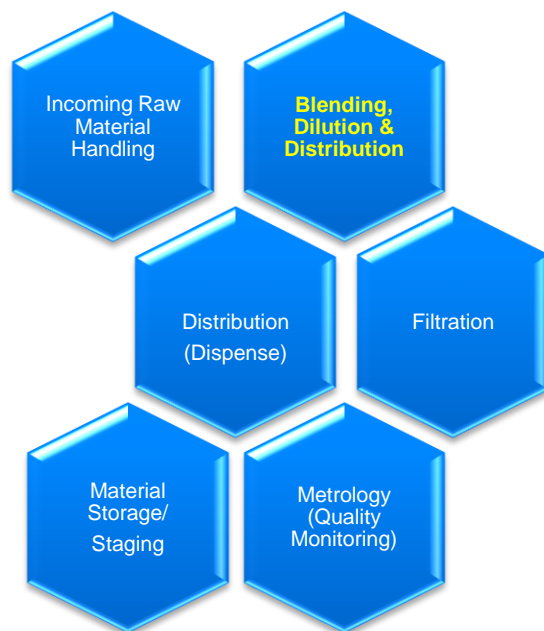 Incoming Raw
Material
Handling
Blending,
Dilution &
Distribution
Distribution
(Dispense)
Filtration
Material
Storage/
Staging
Metrology
(Quality
Monitoring)